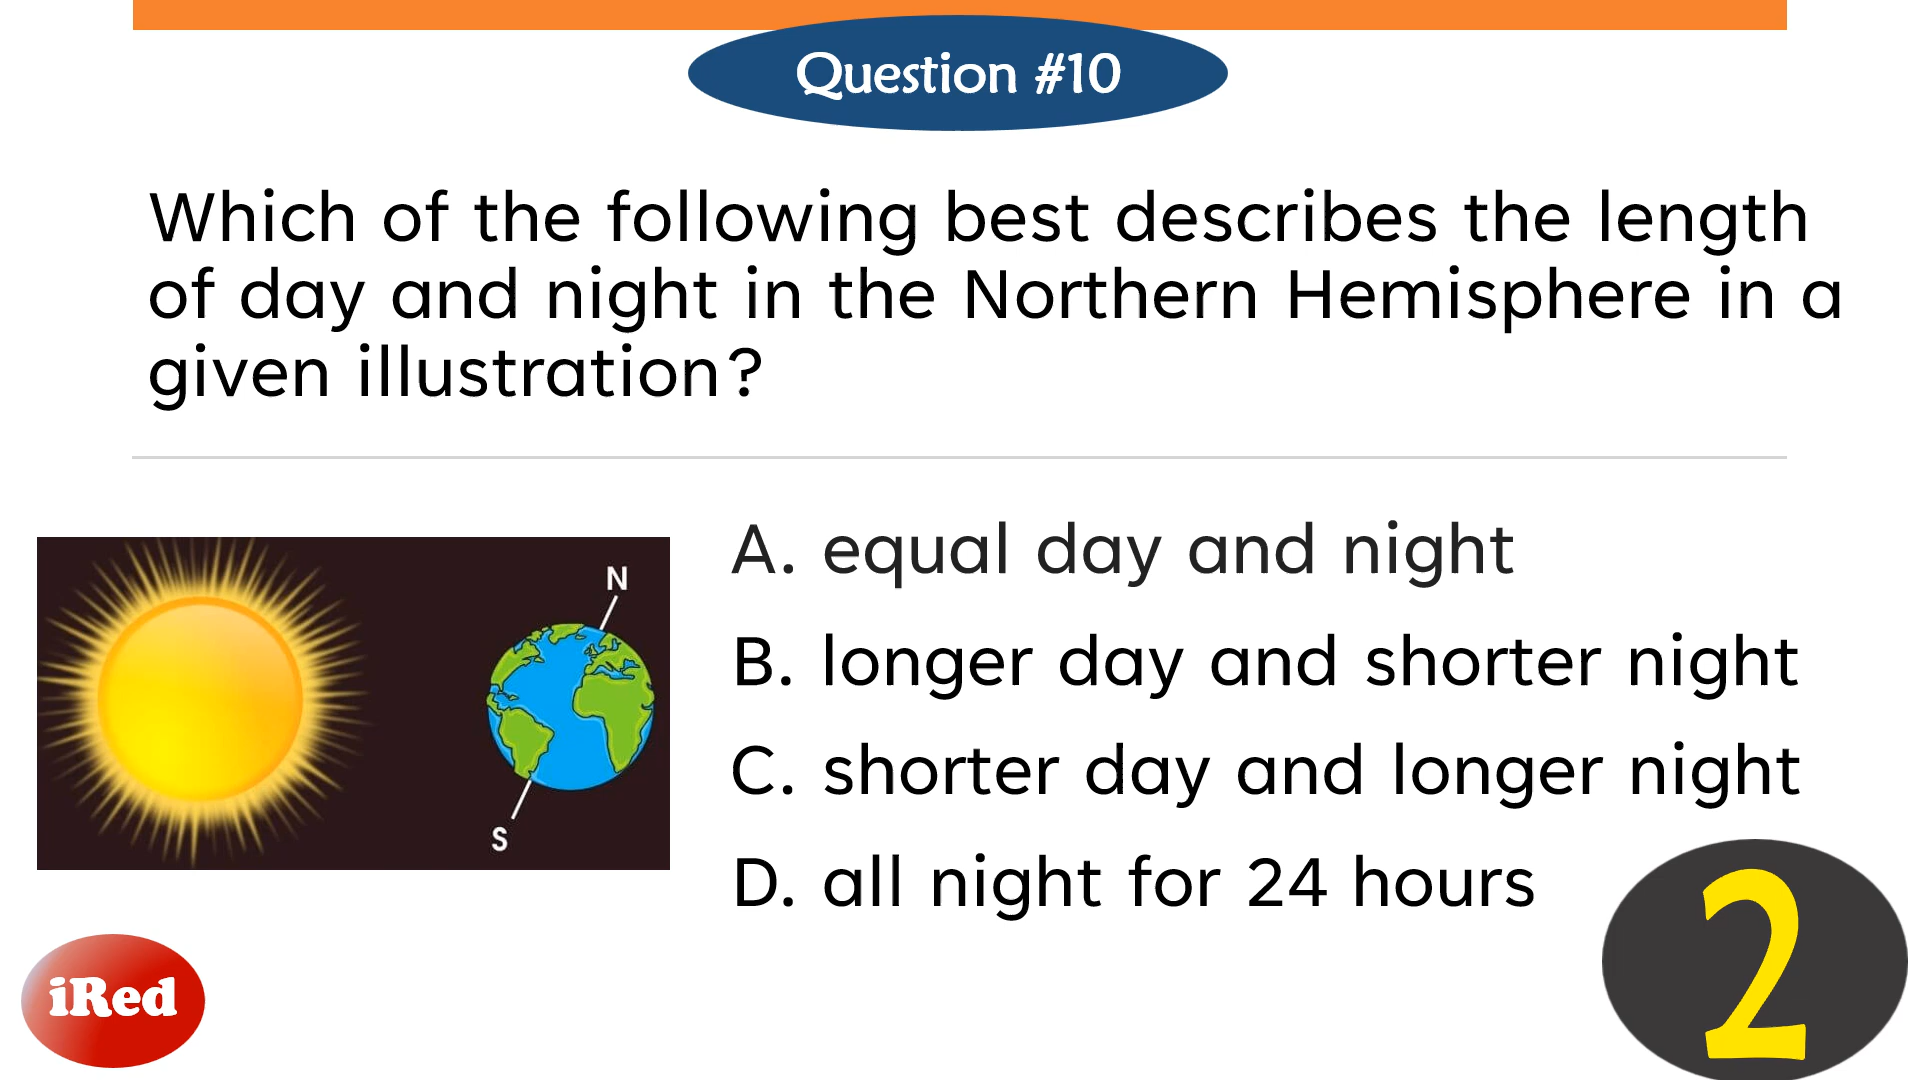 Question #10
Which of the following best describes the length
of day and night in the Northern Hemisphere in a
given illustration?
N
S
A. equal day and night
B. longer day and shorter night
C. shorter day and longer night
D. all night for 24 hours
iRed
2